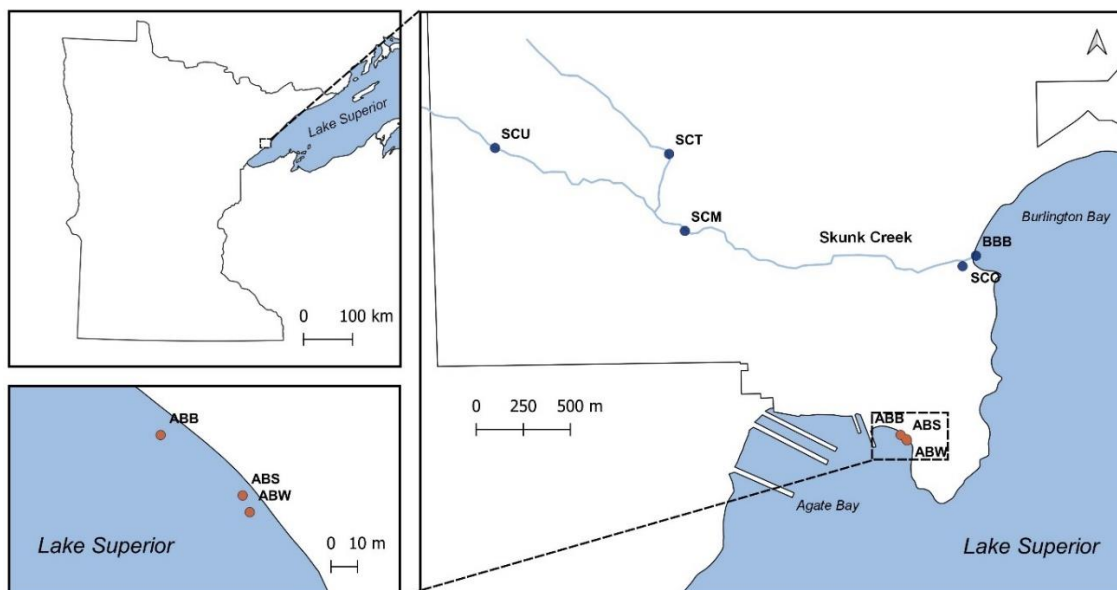 Lake Superior
0 100 km
ABB
ABS
ABW
Lake Superior
0 10 m
SCU
SCT
SCM
Skunk Creek
Burlington Bay
BBB
SCO
0 250 500 m
ABB
ABS
ABW
Agate Bay
Lake Superior